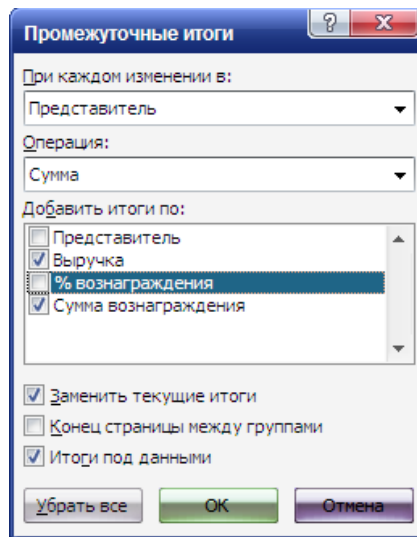 Промежуточные итоги
При каждом изменении в:
Представитель
Операция:
Сумма
Добавить итоги по:
Представитель
Выручка
% вознаграждения
Сумма вознаграждения
Заменить текущие итоги
Конец страницы между группами
Итоги под данными
Убрать все ОК Отмена